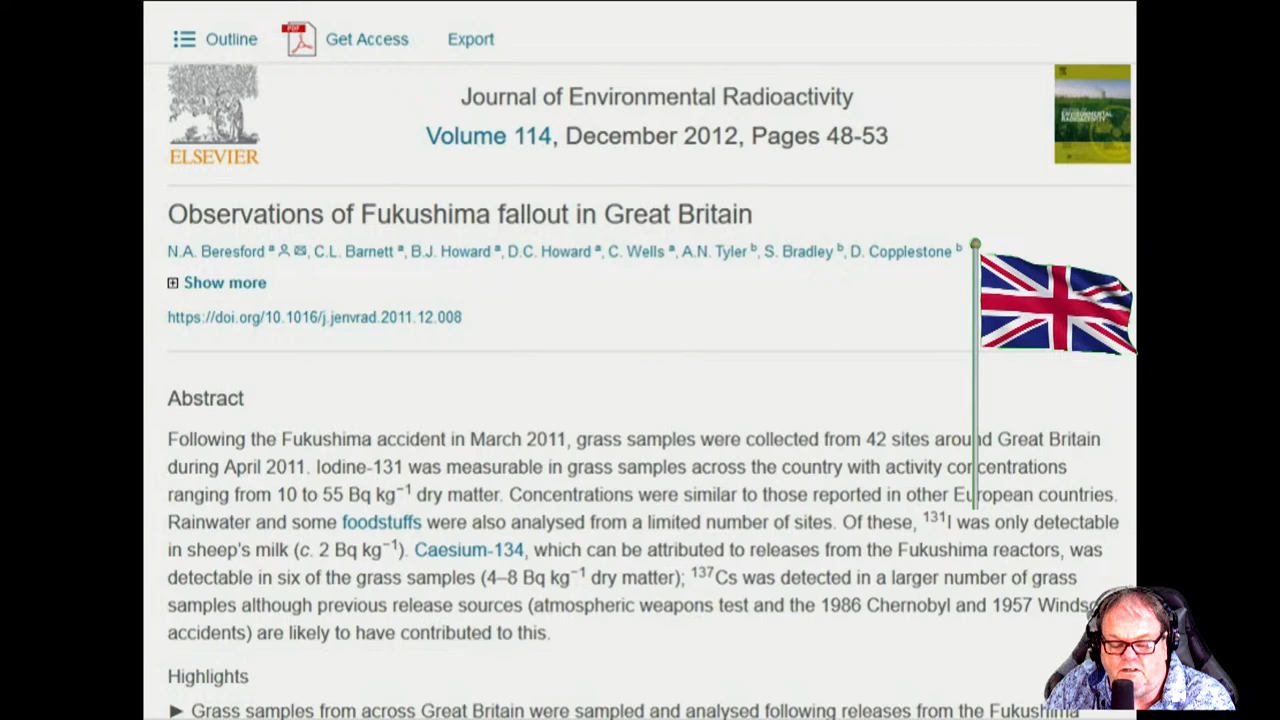 Outline
PDF
Get Access
Export
Journal of Environmental Radioactivity
Volume 114, December 2012, Pages 48-53
ELSEVIER
JOURNAL OF
ENVIRONMENTAL
RADIOACTIVITY
Observations of Fukushima fallout in Great Britain
N.A. Beresford ᵃ, C.L. Barnett ᵃ, B.J. Howard ᵃ, D.C. Howard ᵃ, C. Wells ᵃ, A.N. Tyler ᵇ, S. Bradley ᵇ, D. Copplestone ᵇ
Show more
https://doi.org/10.1016/j.jenvrad.2011.12.008
Abstract
Following the Fukushima accident in March 2011, grass samples were collected from 42 sites around Great Britain
during April 2011. Iodine-131 was measurable in grass samples across the country with activity concentrations
ranging from 10 to 55 Bq kg⁻¹ dry matter. Concentrations were similar to those reported in other European countries.
Rainwater and some foodstuffs were also analysed from a limited number of sites. Of these, ¹³¹I was only detectable
in sheep's milk (c. 2 Bq kg⁻¹). Caesium-134, which can be attributed to releases from the Fukushima reactors, was
detectable in six of the grass samples (4–8 Bq kg⁻¹ dry matter); ¹³⁷Cs was detected in a larger number of grass
samples although previous release sources (atmospheric weapons test and the 1986 Chernobyl and 1957
accidents) are likely to have contributed to this.
Highlights
► Grass samples from across Great Britain were sampled and analysed following releases from the Fukushima